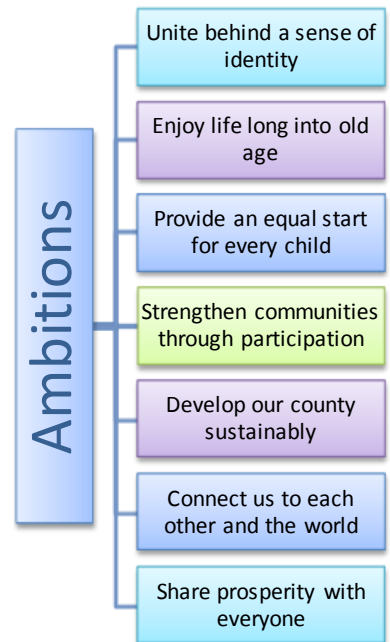 Ambitions
Unite behind a sense of
identity
Enjoy life long into old
age
Provide an equal start
for every child
Strengthen communities
through participation
Develop our county
sustainably
Connect us to each
other and the world
Share prosperity with
everyone